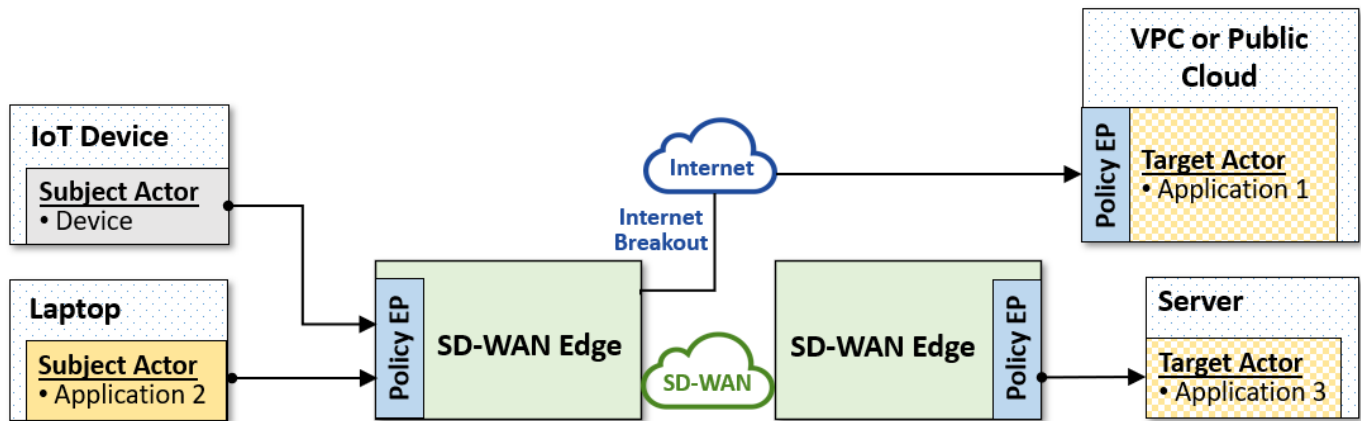 IoT Device
Subject Actor
• Device
Laptop
Subject Actor
• Application 2
Policy EP
SD-WAN Edge
Internet
Internet
Breakout
SD-WAN
SD-WAN Edge
Policy EP
VPC or Public
Cloud
Policy EP
Target Actor
• Application 1
Server
Target Actor
• Application 3